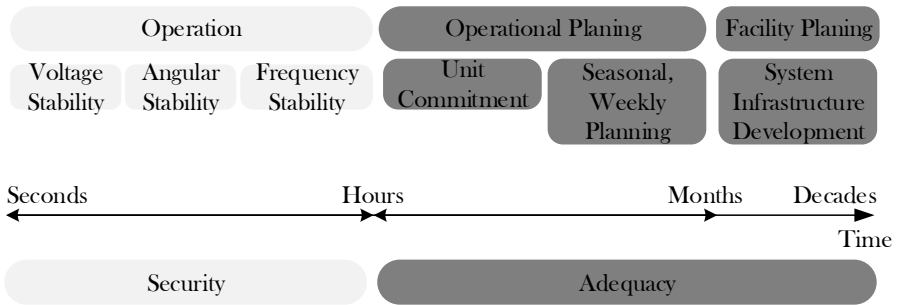 Operation
Operational Planing
Facility Planing
Voltage
Stability
Angular
Stability
Frequency
Stability
Unit
Commitment
Seasonal,
Weekly
Planning
System
Infrastructure
Development
Seconds
Hours
Months
Decades
Time
Security
Adequacy